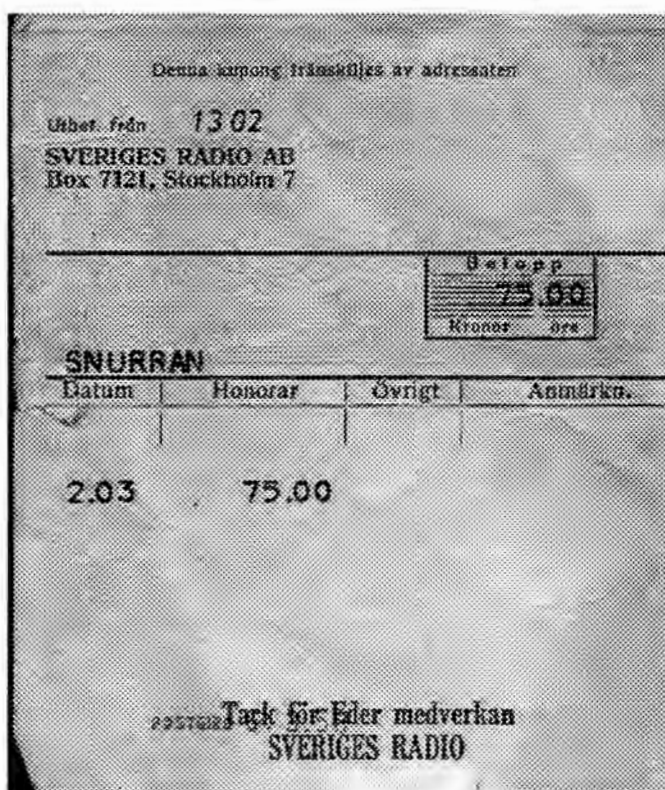 Denna kupong frånskiljes av adressaten
Utbet. från 13 02
SVERIGES RADIO AB
Box 7121, Stockholm 7
Belopp
75.00
Kronor öre
SNURRAN
Datum Honorar Övrigt Anmärkn.
2.03 75.00
Tack för Eder medverkan
SVERIGES RADIO